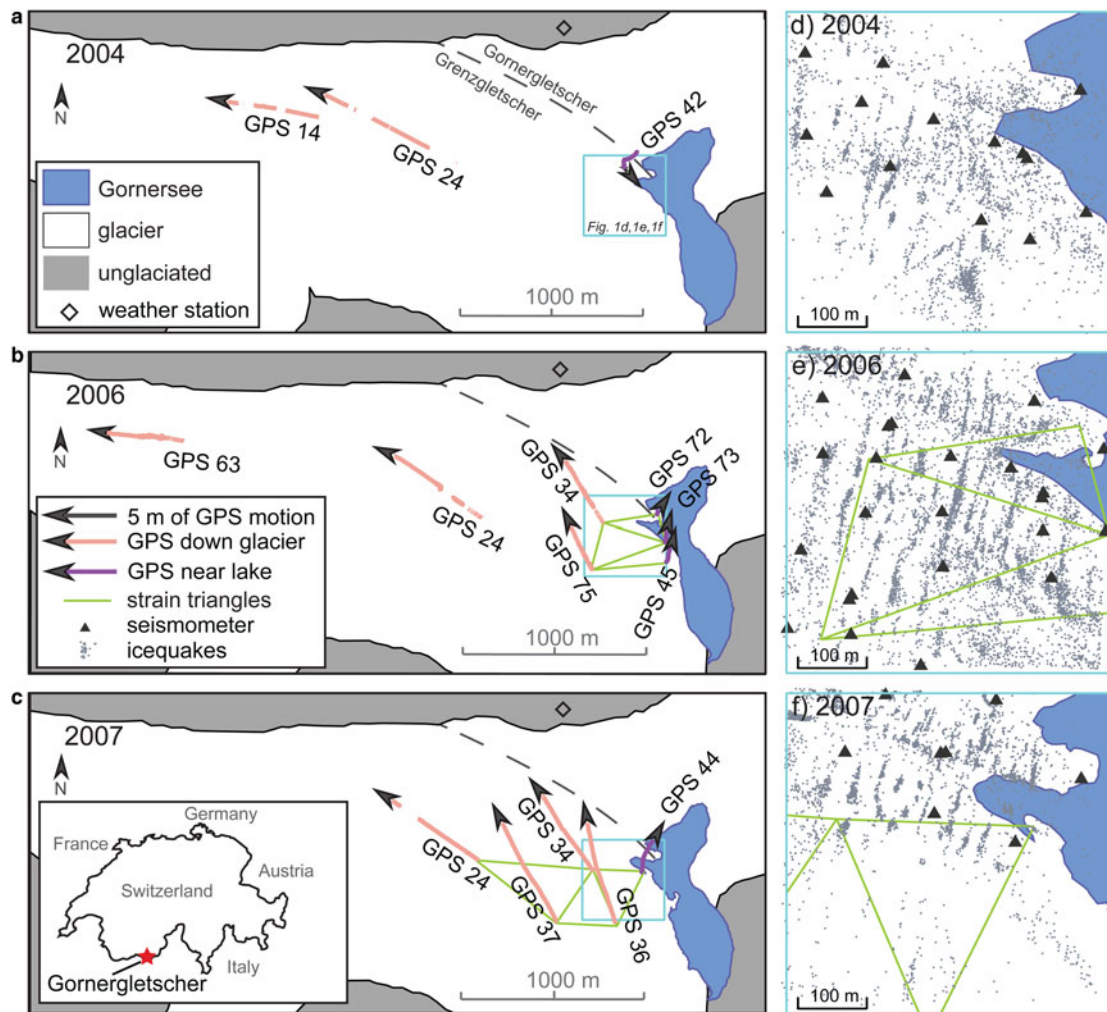 a
2004
N
Gornergletscher
Grenzgletscher
GPS 14
GPS 24
GPS 42
Gornersee
glacier
unglaciated
weather station
Fig. 1d,1e,1f
1000 m
d) 2004
100 m
b
2006
N
GPS 63
GPS 24
GPS 34
GPS 75
GPS 72
GPS 73
GPS 45
5 m of GPS motion
GPS down glacier
GPS near lake
strain triangles
seismometer
icequakes
1000 m
e) 2006
100 m
c
2007
N
GPS 24
GPS 37
GPS 34
GPS 36
GPS 44
Germany
France
Austria
Switzerland
Italy
Gornergletscher
1000 m
f) 2007
100 m